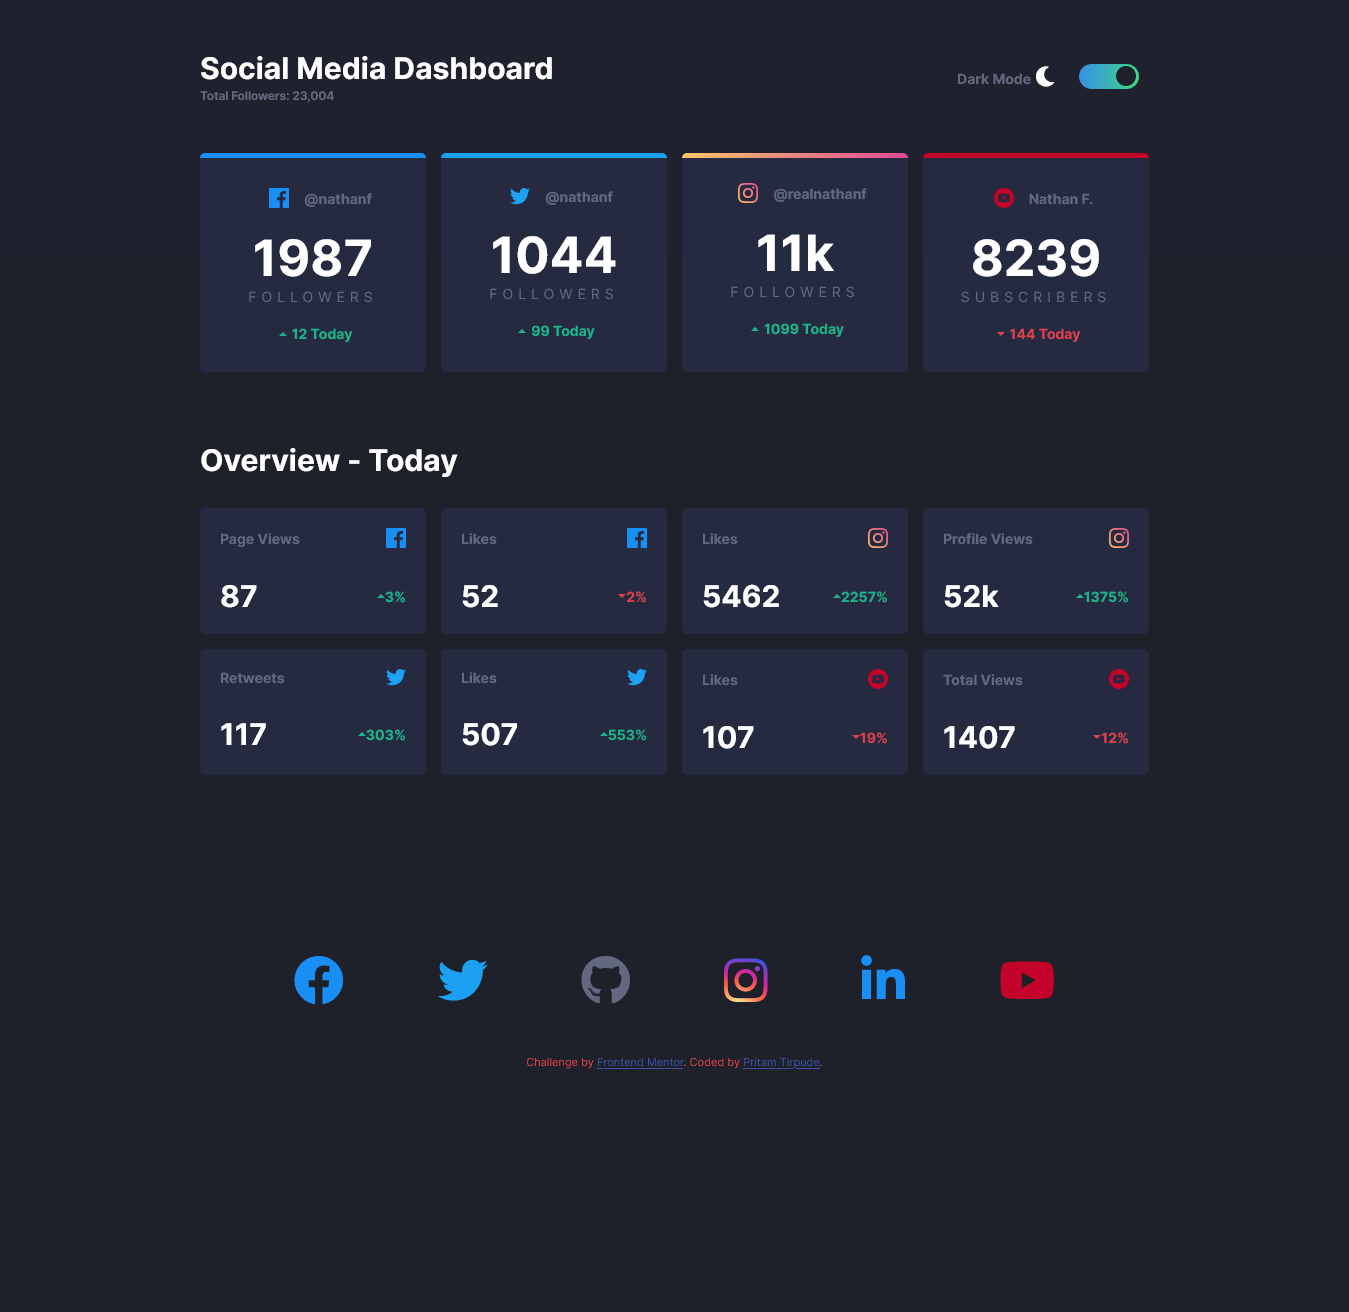 Social Media Dashboard
Total Followers: 23,004
Dark Mode
@nathanf
1987
FOLLOWERS
12 Today
@nathanf
1044
FOLLOWERS
99 Today
@realnathanf
11k
FOLLOWERS
1099 Today
Nathan F.
8239
SUBSCRIBERS
144 Today
Overview - Today
Page Views
87
3%
Likes
52
2%
Likes
5462
2257%
Profile Views
52k
1375%
Retweets
117
303%
Likes
507
553%
Likes
107
19%
Total Views
1407
12%
Challenge by Frontend Mentor. Coded by Pritam Tirpude.